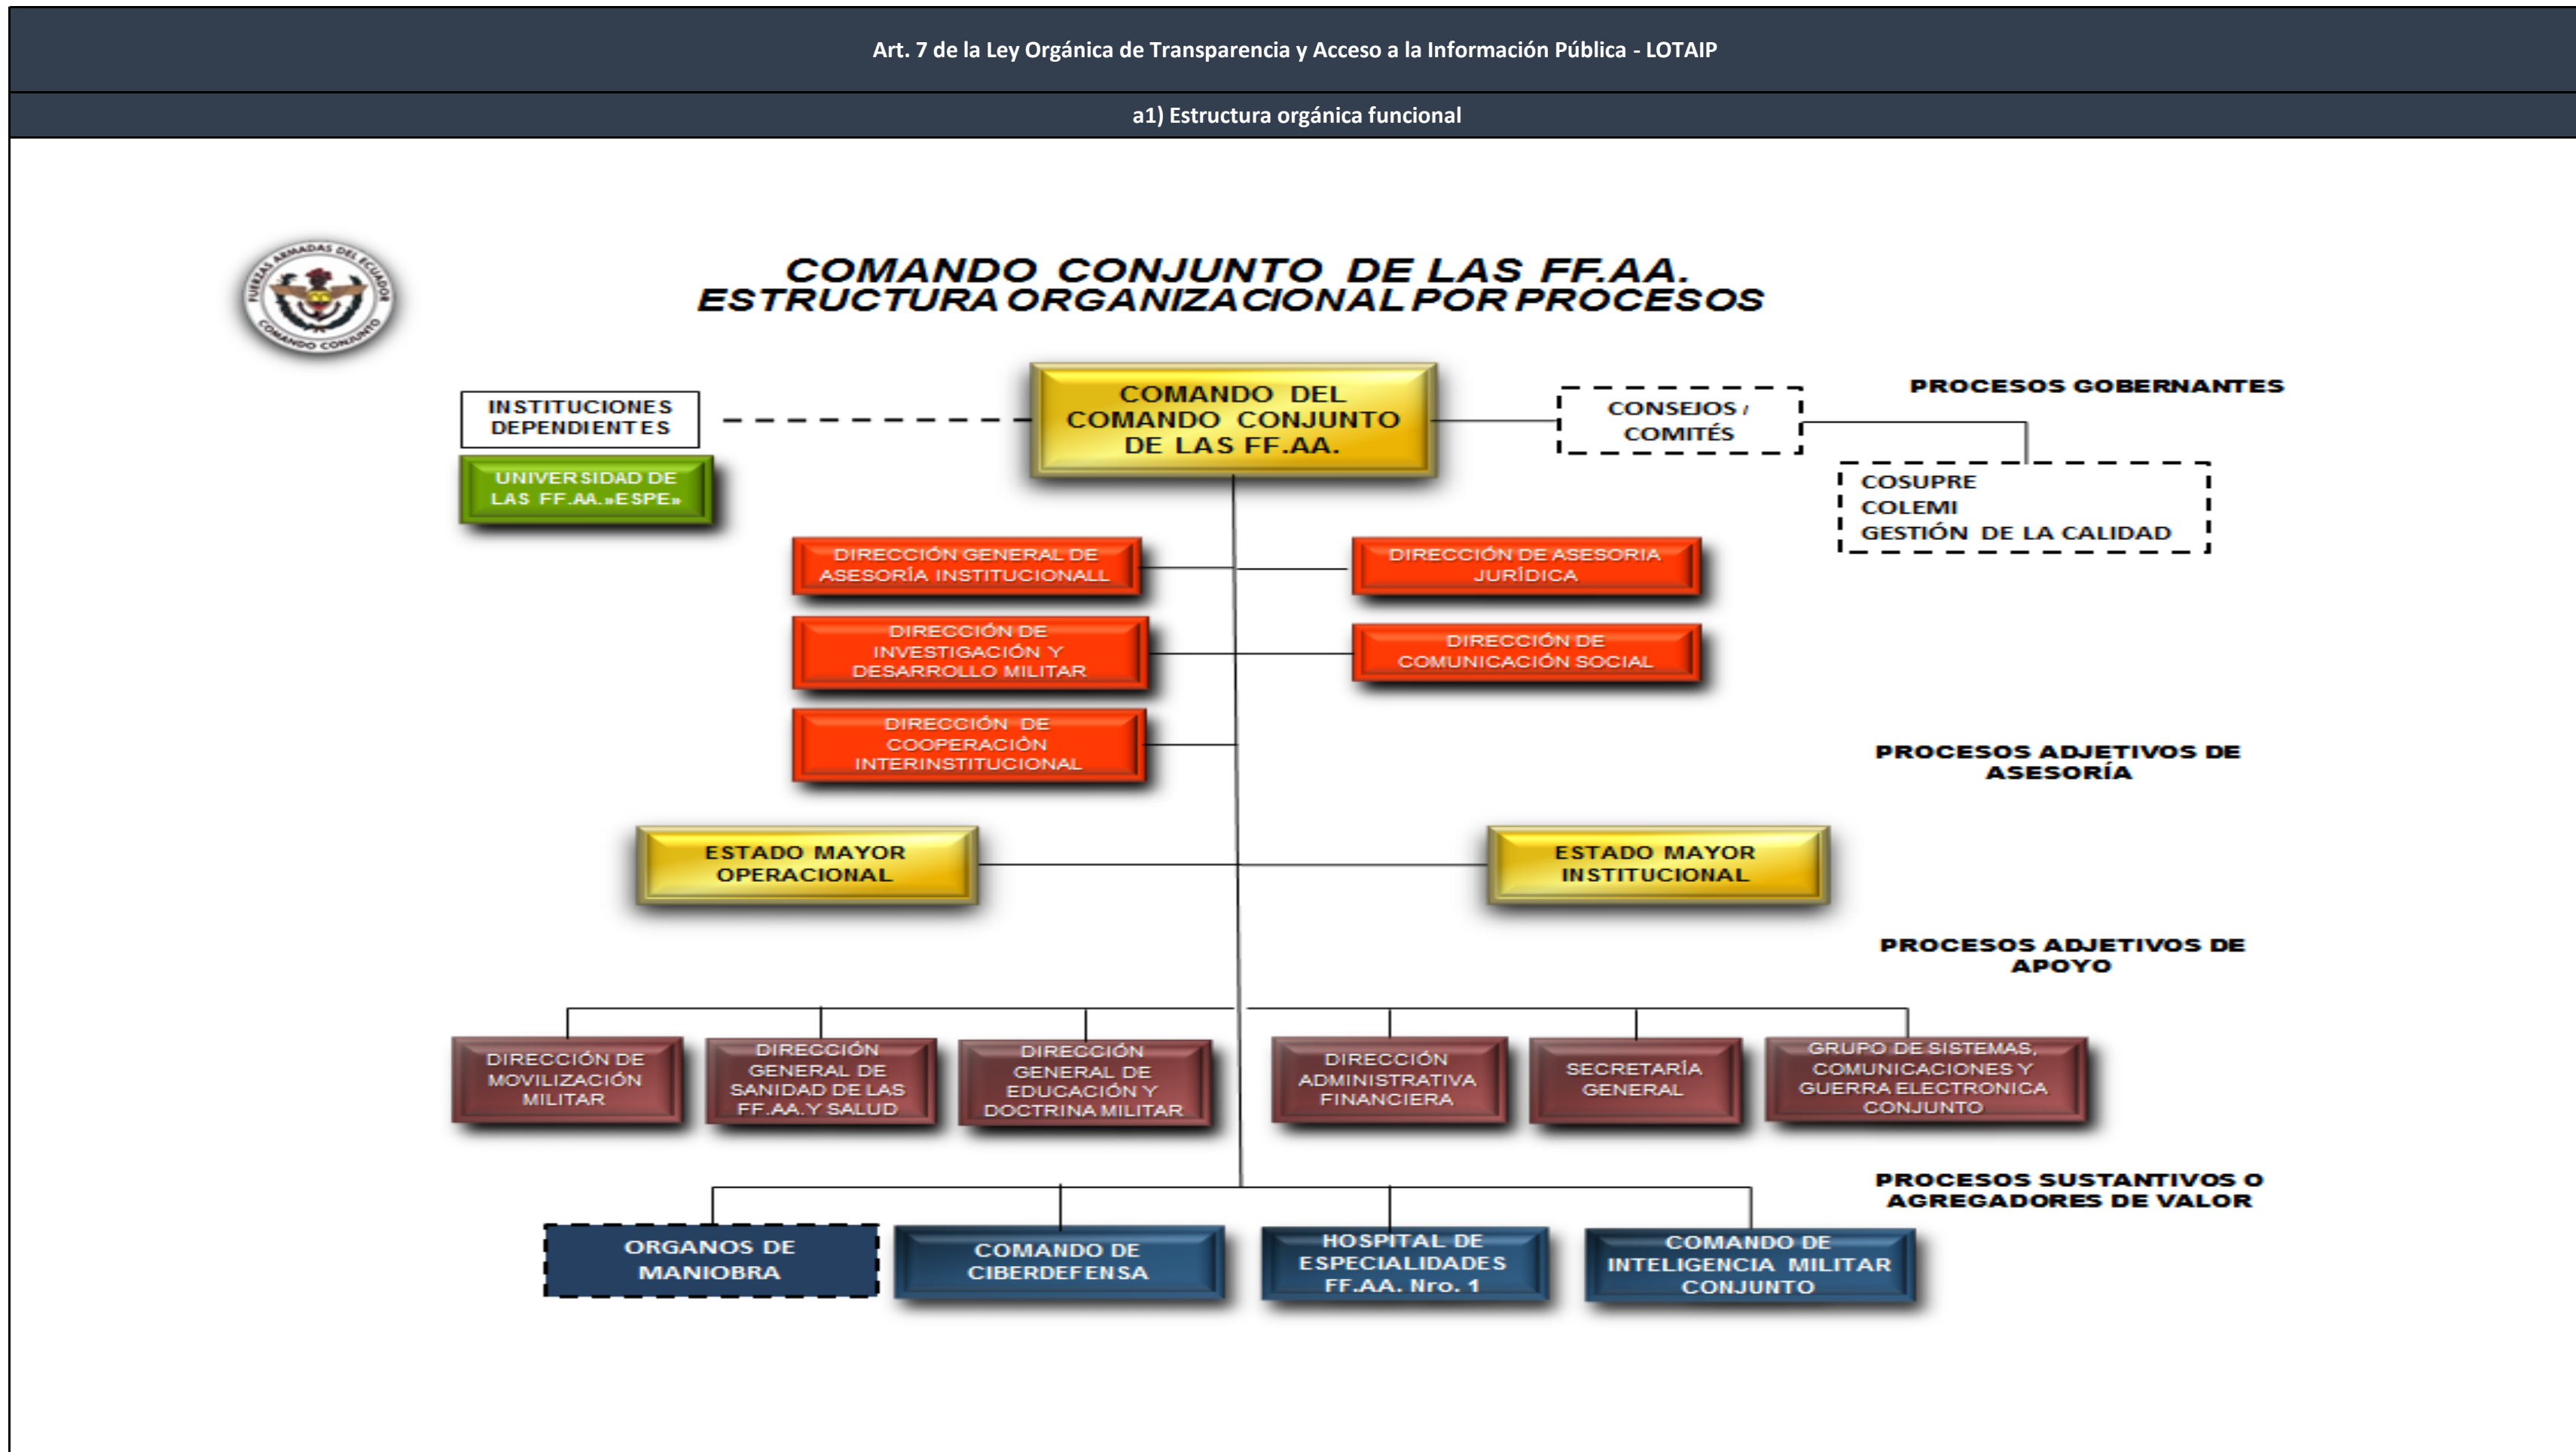 Art. 7 de la Ley Orgánica de Transparencia y Acceso a la Información Pública - LOTAIP
a1) Estructura orgánica funcional
FUERZAS ARMADAS DEL ECUADOR
COMANDO CONJUNTO
COMANDO CONJUNTO DE LAS FF.AA.
ESTRUCTURA ORGANIZACIONAL POR PROCESOS
INSTITUCIONES
DEPENDIENTES
UNIVERSIDAD DE
LAS FF.AA.»ESPE»
COMANDO DEL
COMANDO CONJUNTO
DE LAS FF.AA.
CONSEJOS /
COMITÉS
PROCESOS GOBERNANTES
COSUPRE
COLEMI
GESTIÓN DE LA CALIDAD
DIRECCIÓN GENERAL DE
ASESORÍA INSTITUCIONALL
DIRECCIÓN DE ASESORIA
JURÍDICA
DIRECCIÓN DE
INVESTIGACIÓN Y
DESARROLLO MILITAR
DIRECCIÓN DE
COMUNICACIÓN SOCIAL
DIRECCIÓN DE
COOPERACIÓN
INTERINSTITUCIONAL
PROCESOS ADJETIVOS DE
ASESORÍA
ESTADO MAYOR
OPERACIONAL
ESTADO MAYOR
INSTITUCIONAL
PROCESOS ADJETIVOS DE
APOYO
DIRECCIÓN DE
MOVILIZACIÓN
MILITAR
DIRECCIÓN
GENERAL DE
SANIDAD DE LAS
FF.AA.Y SALUD
DIRECCIÓN
GENERAL DE
EDUCACIÓN Y
DOCTRINA MILITAR
DIRECCIÓN
ADMINISTRATIVA
FINANCIERA
SECRETARÍA
GENERAL
GRUPO DE SISTEMAS,
COMUNICACIONES Y
GUERRA ELECTRONICA
CONJUNTO
PROCESOS SUSTANTIVOS O
AGREGADORES DE VALOR
ORGANOS DE
MANIOBRA
COMANDO DE
CIBERDEFENSA
HOSPITAL DE
ESPECIALIDADES
FF.AA. Nro. 1
COMANDO DE
INTELIGENCIA MILITAR
CONJUNTO